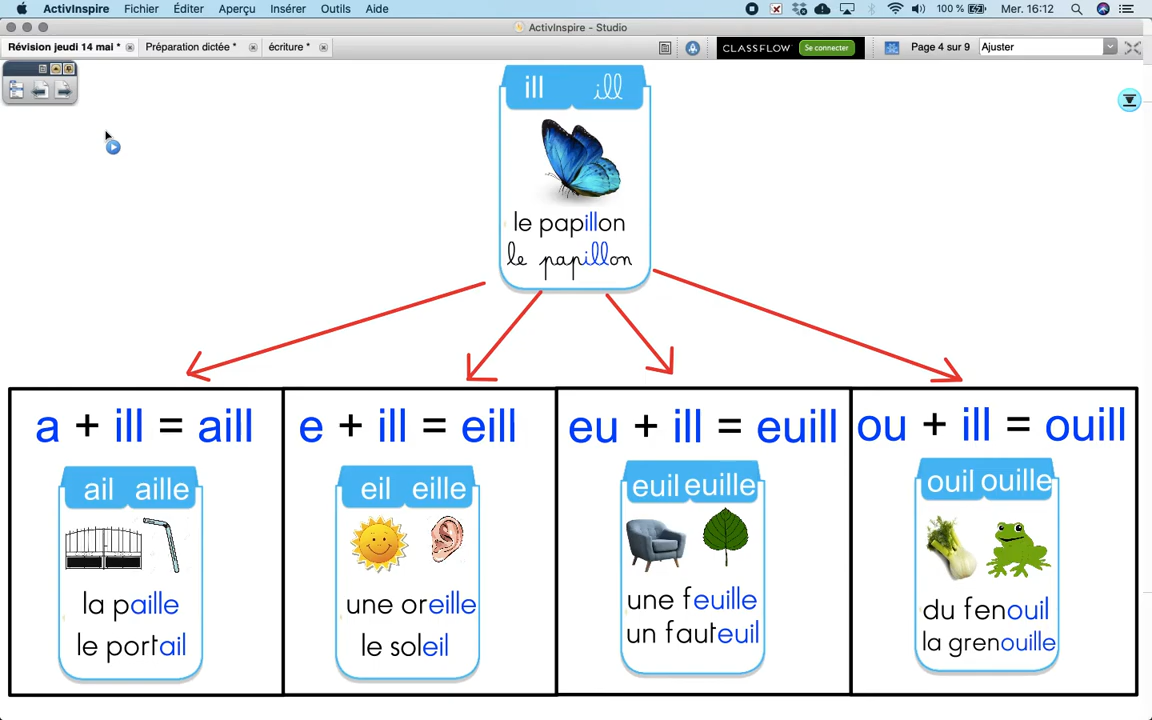 ActivInspire Fichier Éditer Aperçu Insérer Outils Aide 100 % Mer. 16:12
ActivInspire - Studio
Révision jeudi 14 mai * Préparation dictée * écriture * CLASSFLOW Se connecter Page 4 sur 9 Ajuster
ill ill
le papillon
le papillon
a + ill = aill
ail aille
la paille
le portail
e + ill = eill
eil eille
une oreille
le soleil
eu + ill = euill
euil euille
une feuille
un fauteuil
ou + ill = ouill
ouil ouille
du fenouil
la grenouille